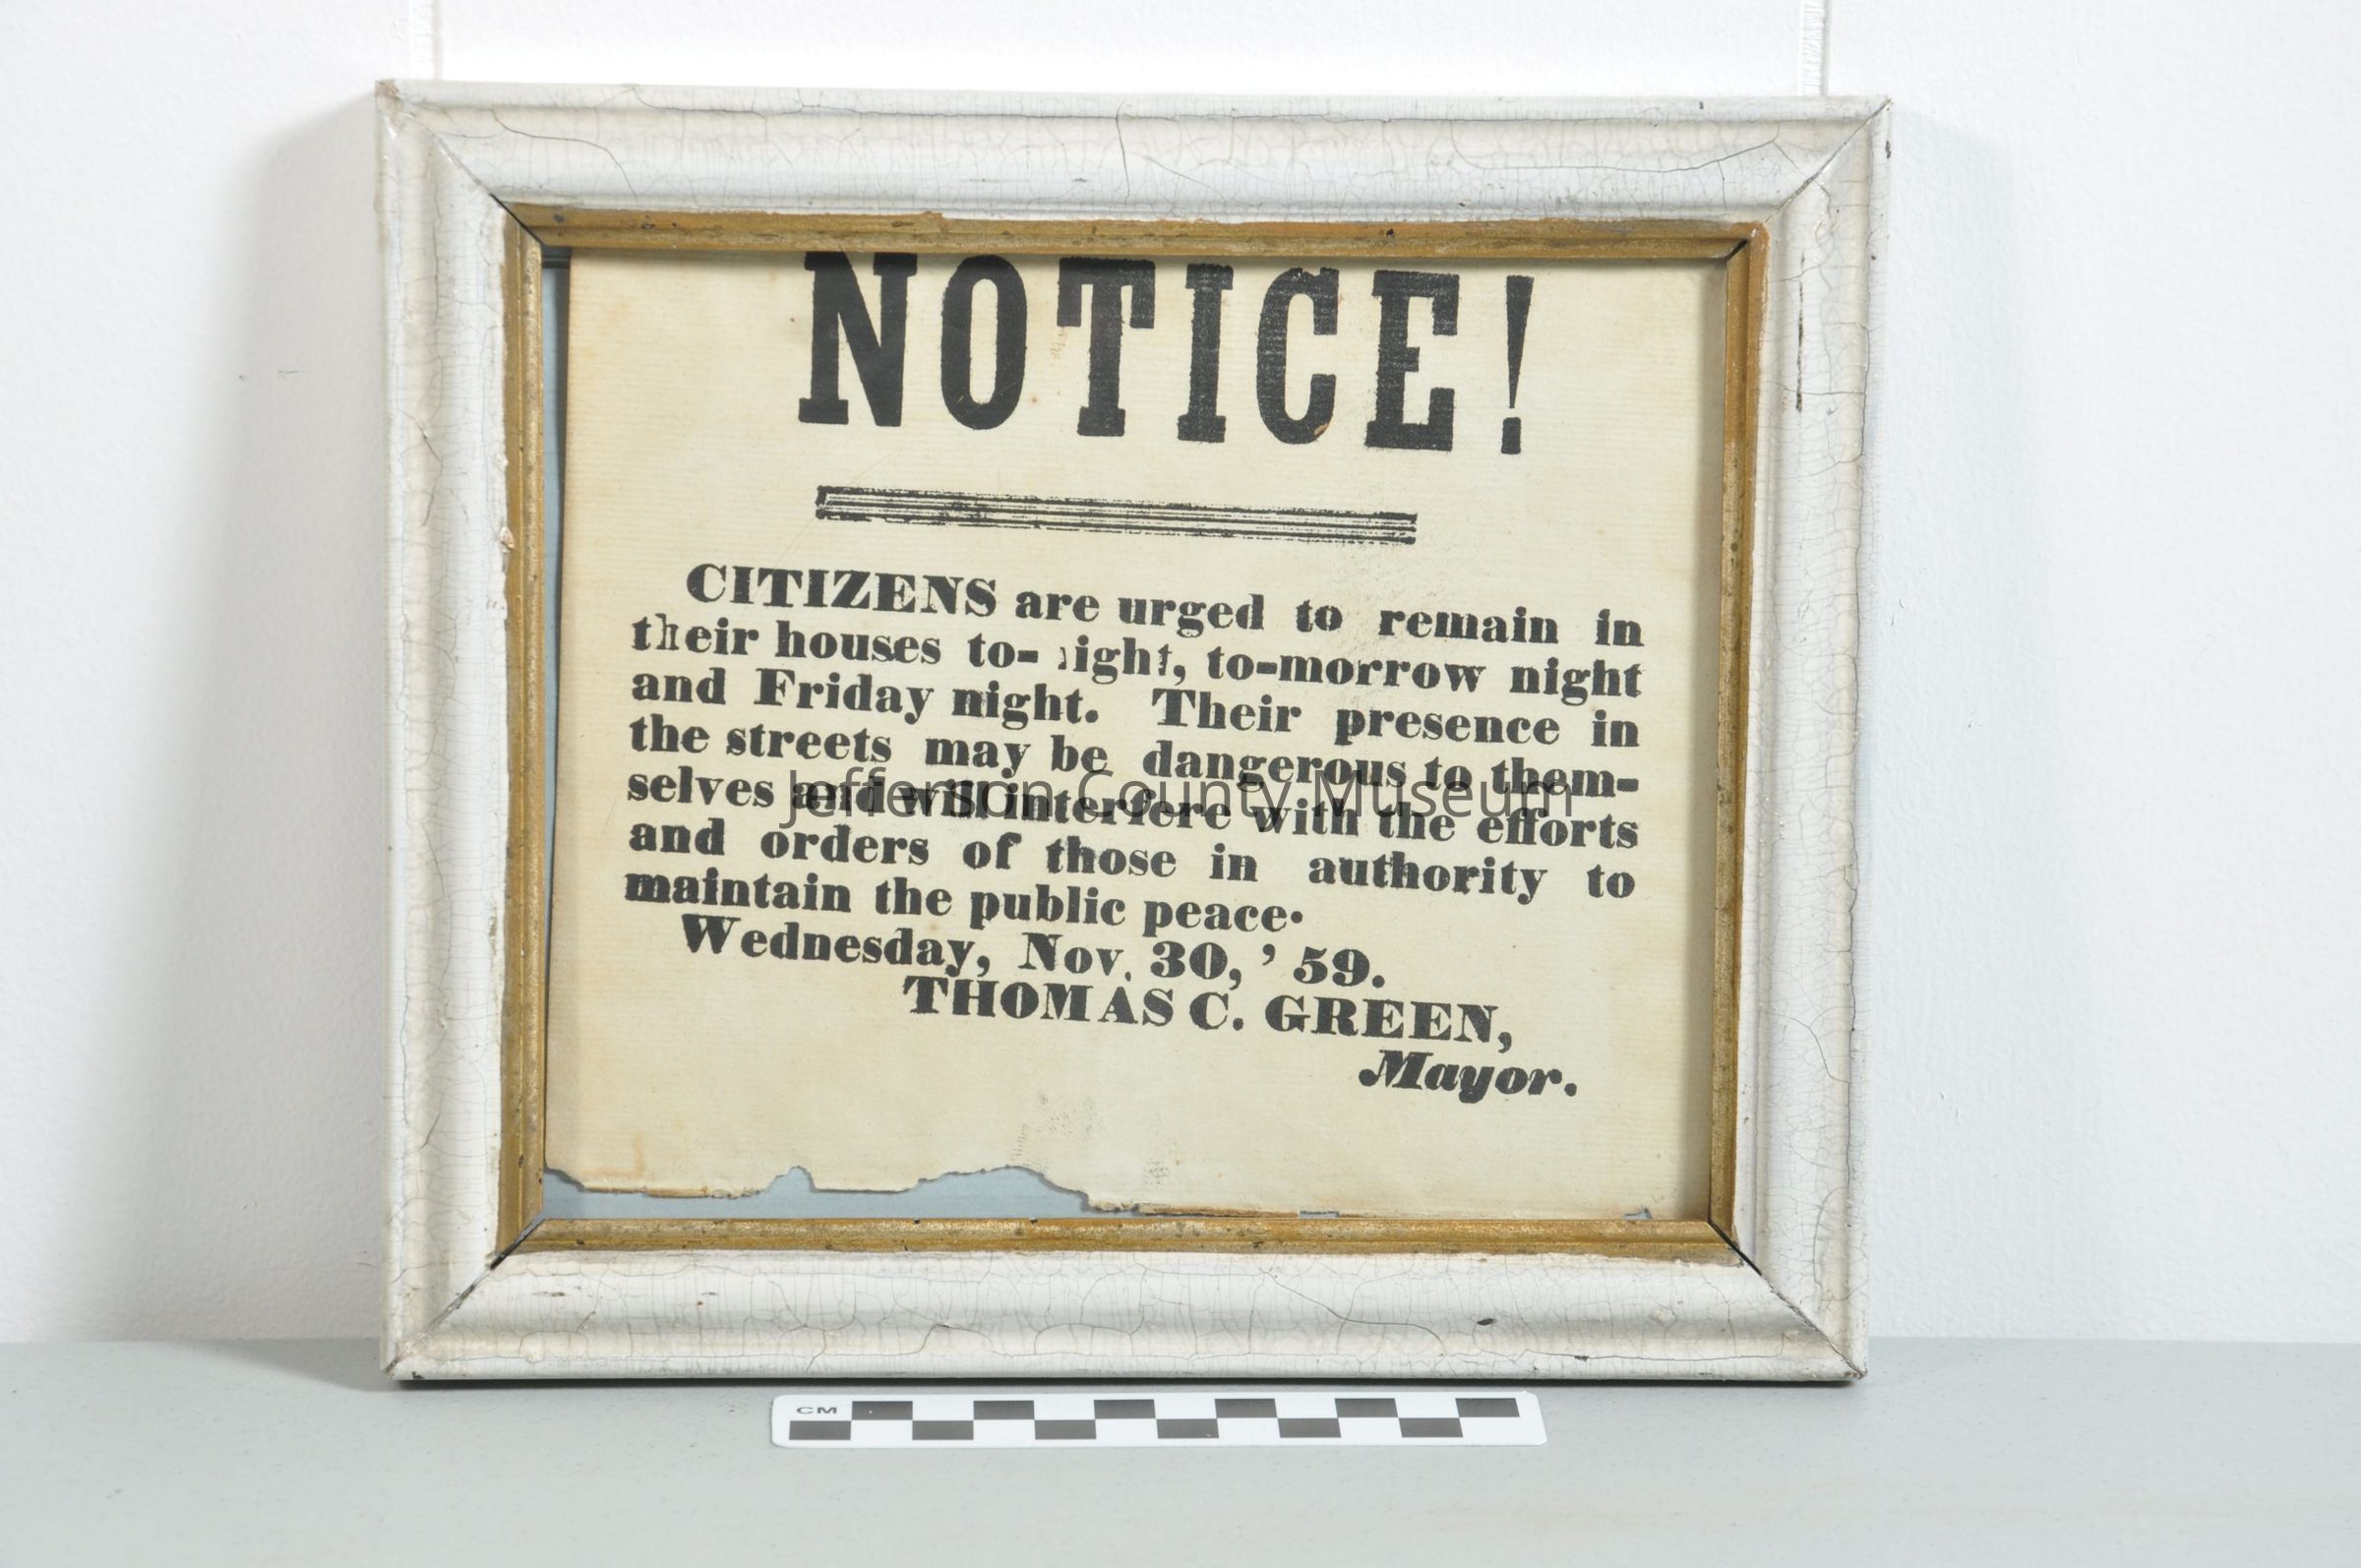 NOTICE!
CITIZENS are urged to remain in
their houses to-night, to-morrow night
and Friday night. Their presence in
the streets may be dangerous to them-
selves and will interfere with the efforts
and orders of those in authority to
maintain the public peace.
Wednesday, Nov. 30, '59.
THOMAS C. GREEN,
Mayor.
Jefferson County Museum
CM